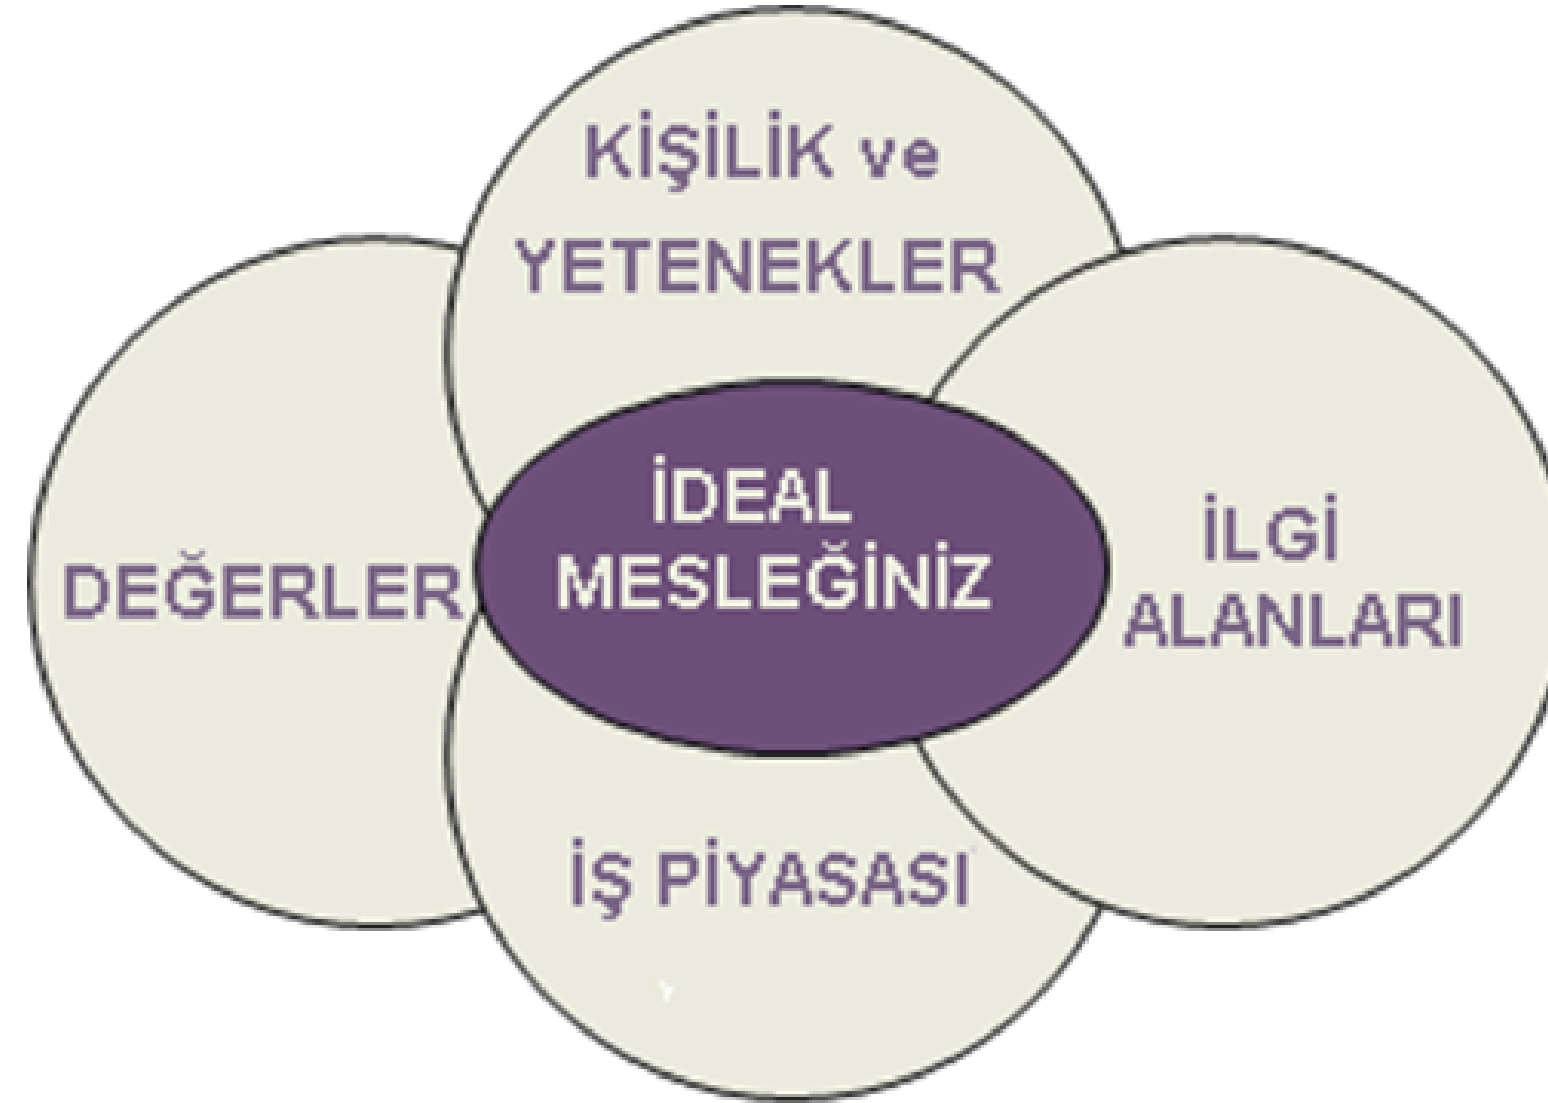 KİŞİLİK ve
YETENEKLER
DEĞERLER
İDEAL
MESLEĞİNİZ
İLGİ
ALANLARI
İŞ PİYASASI